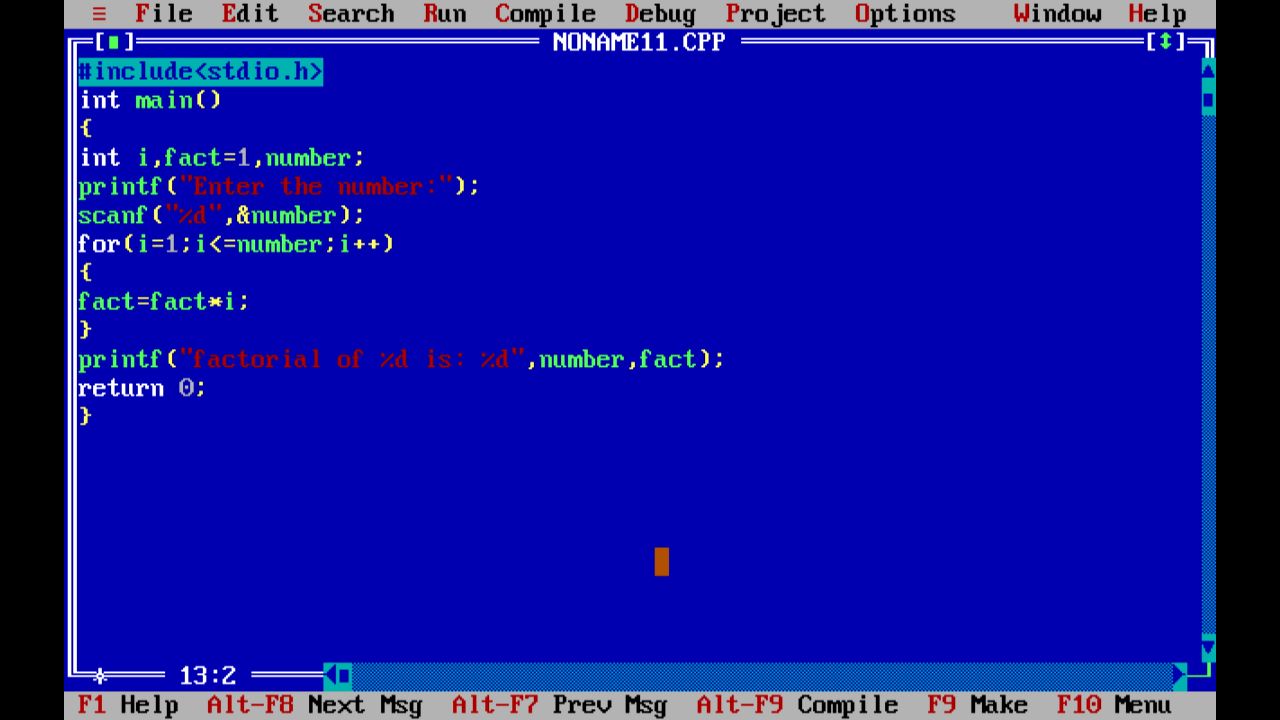 ≡ File Edit Search Run Compile Debug Project Options Window Help
[■] NONAME11.CPP [↕]
#include<stdio.h>
int main()
{
int i,fact=1,number;
printf("Enter the number:");
scanf("%d",&number);
for(i=1;i<=number;i++)
{
fact=fact*i;
}
printf("factorial of %d is: %d",number,fact);
return 0;
}
13:2
F1 Help Alt-F8 Next Msg Alt-F7 Prev Msg Alt-F9 Compile F9 Make F10 Menu